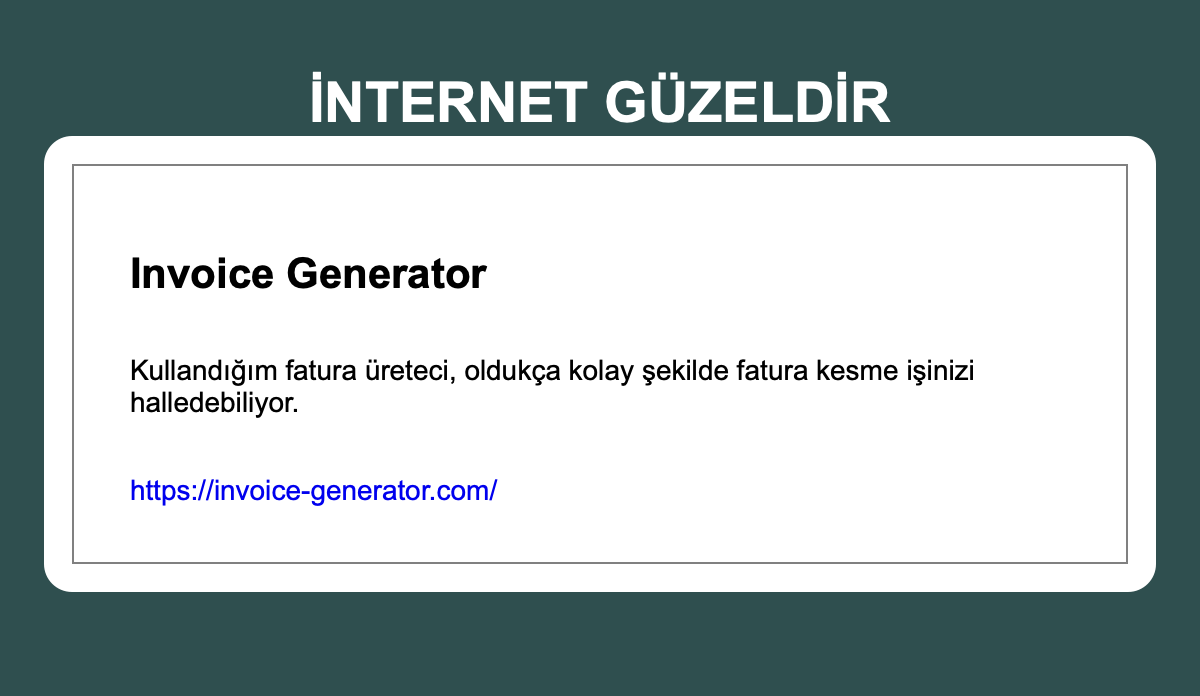 İNTERNET GÜZELDİR
Invoice Generator
Kullandığım fatura üreteci, oldukça kolay şekilde fatura kesme işinizi
halledebiliyor.
https://invoice-generator.com/